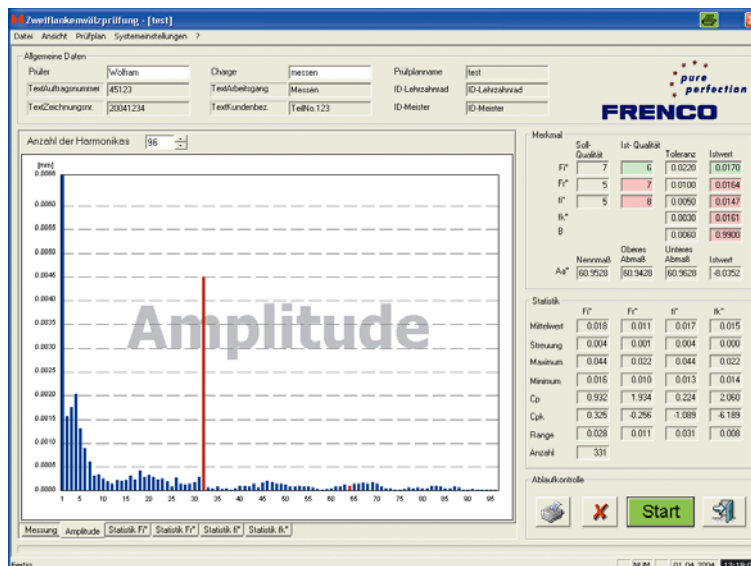 Zweiflankenwälzprüfung - [test]
Datei Ansicht Prüfplan Systemeinstellungen ?
Allgemeine Daten
Prüfer Wolfram Charge messen Prüfplanname test
TextAuftragsnummer 45123 TextArbeitsgang Messen ID-Lehrzahnrad ID-Lehrzahnrad
TextZeichnungsnr. 20041234 TextKundenbez. TeilNo.123 ID-Meister ID-Meister
pure
perfection
FRENCO
Anzahl der Harmonikas 96
[mm]
0.0066
0.0060
0.0055
0.0050
0.0045
0.0040
0.0035
0.0030
0.0025
0.0020
0.0015
0.0010
0.0005
0.0000
Amplitude
1 5 10 15 20 25 30 35 40 45 50 55 60 65 70 75 80 85 90 95
Messung Amplitude Statistik Fi" Statistik Fr" Statistik fi" Statistik fk"
Merkmal
Soll-Qualität Ist- Qualität Toleranz Istwert
Fi" 7 6 0.0220 0.0170
Fr" 5 7 0.0100 0.0164
fi" 5 8 0.0050 0.0147
fk" 0.0030 0.0161
B 0.0060 0.9900
Nennmaß Oberes Abmaß Unteres Abmaß Istwert
Aa" 60.9528 60.9428 60.9628 -8.0352
Statistik
Fi" Fr" fi" fk"
Mittelwert 0.018 0.011 0.017 0.015
Streuung 0.004 0.001 0.004 0.000
Maximum 0.044 0.022 0.044 0.022
Minimum 0.016 0.010 0.013 0.014
Cp 0.932 1.934 0.224 2.060
Cpk 0.325 -0.256 -1.089 -6.189
Range 0.028 0.011 0.031 0.008
Anzahl 331
Ablaufkontrolle
Start
Fertig NUM 01.04.2004